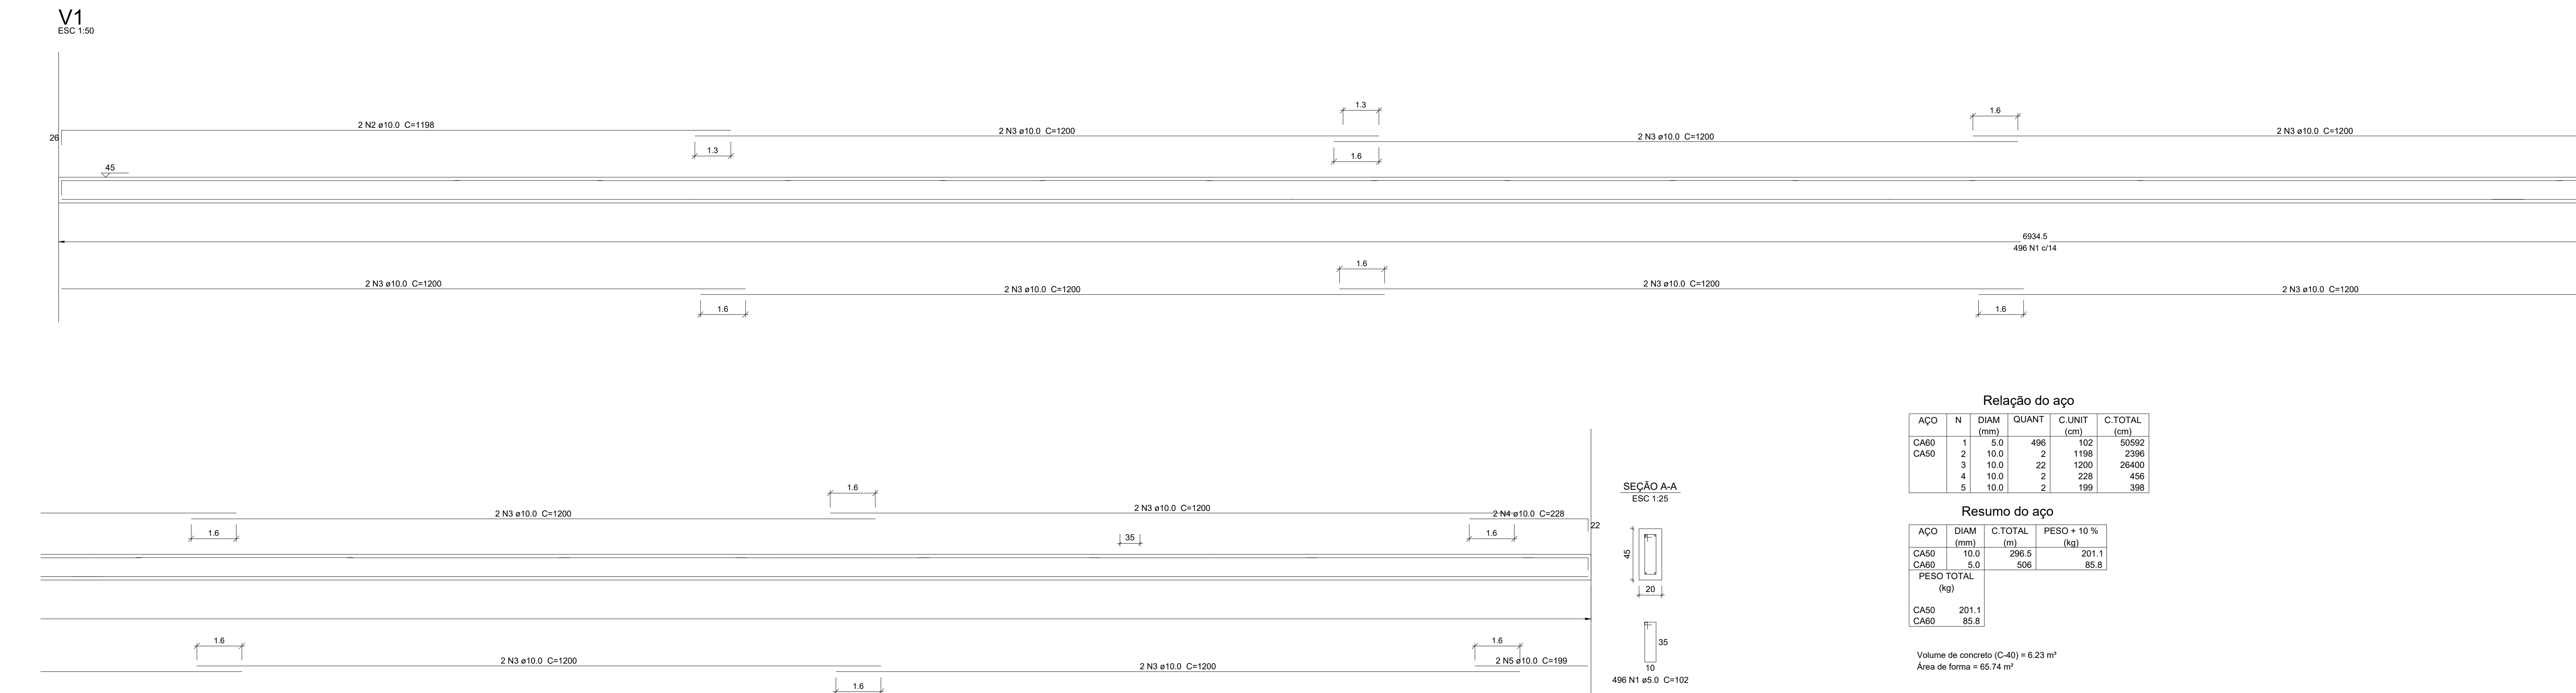 V1
ESC 1:50
1.3
1.6
2 N2 ø10.0 C=1198
2 N3 ø10.0 C=1200
2 N3 ø10.0 C=1200
2 N3 ø10.0 C=1200
26
1.3
1.6
45
6934.5
496 N1 c/14
1.6
2 N3 ø10.0 C=1200
2 N3 ø10.0 C=1200
2 N3 ø10.0 C=1200
2 N3 ø10.0 C=1200
1.6
1.6
1.6
2 N3 ø10.0 C=1200
2 N3 ø10.0 C=1200
2 N4 ø10.0 C=228
22
1.6
1.6
35
1.6
1.6
2 N3 ø10.0 C=1200
2 N3 ø10.0 C=1200
2 N5 ø10.0 C=199
1.6
SEÇÃO A-A
ESC 1:25
45
20
35
10
496 N1 ø5.0 C=102
Relação do aço
AÇO N DIAM QUANT C.UNIT C.TOTAL
(mm) (cm) (cm)
CA60 1 5.0 496 102 50592
CA50 2 10.0 2 1198 2396
3 10.0 22 1200 26400
4 10.0 2 228 456
5 10.0 2 199 398
Resumo do aço
AÇO DIAM C.TOTAL PESO + 10 %
(mm) (m) (kg)
CA50 10.0 296.5 201.1
CA60 5.0 506 85.8
PESO TOTAL
(kg)
CA50 201.1
CA60 85.8
Volume de concreto (C-40) = 6.23 m³
Área de forma = 65.74 m²